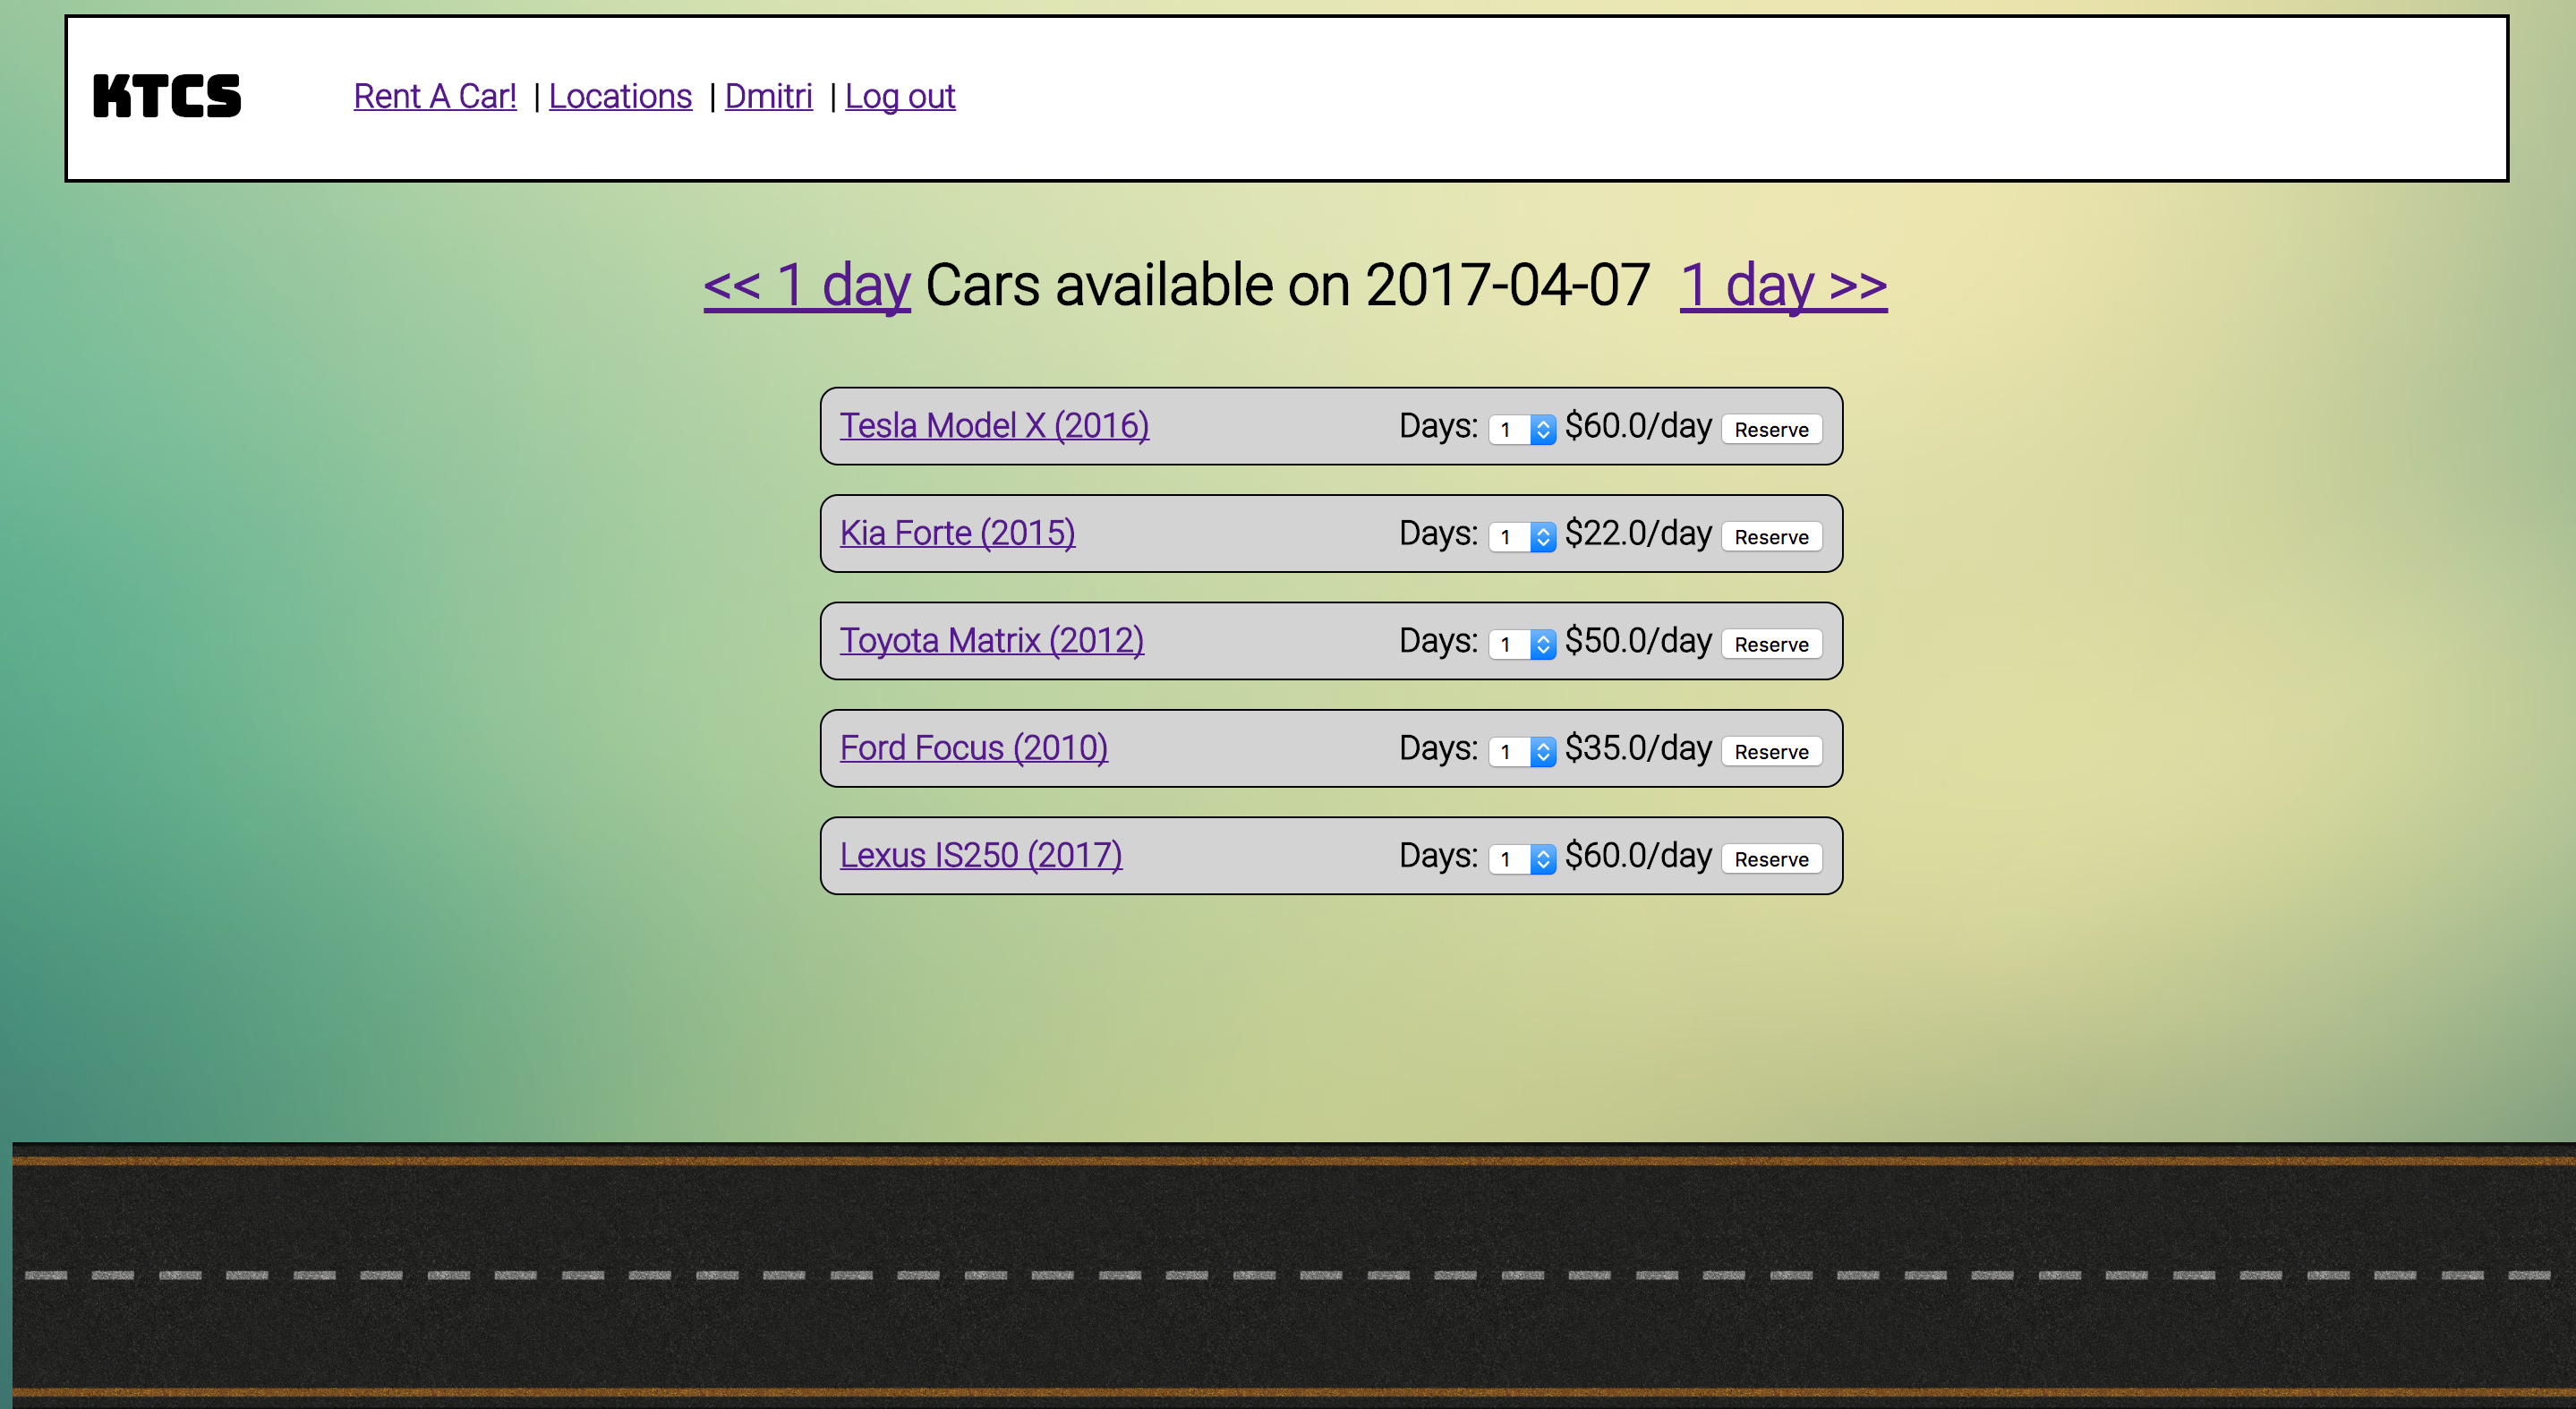 KTCS Rent A Car! | Locations | Dmitri | Log out
<< 1 day Cars available on 2017-04-07 1 day >>
Tesla Model X (2016) Days: 1 $60.0/day Reserve
Kia Forte (2015) Days: 1 $22.0/day Reserve
Toyota Matrix (2012) Days: 1 $50.0/day Reserve
Ford Focus (2010) Days: 1 $35.0/day Reserve
Lexus IS250 (2017) Days: 1 $60.0/day Reserve